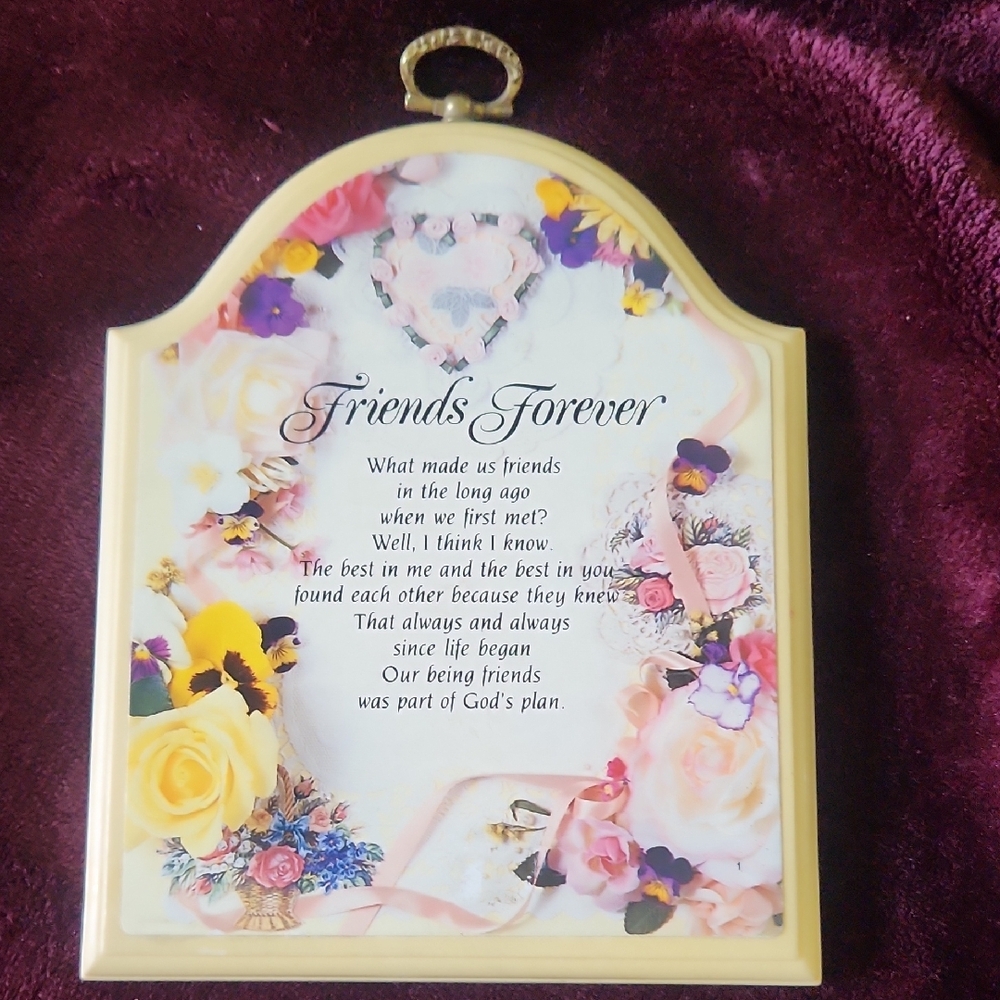 Friends Forever
What made us friends
in the long ago
when we first met?
Well, I think I know.
The best in me and the best in you
found each other because they knew
That always and always
since life began
Our being friends
was part of God's plan.